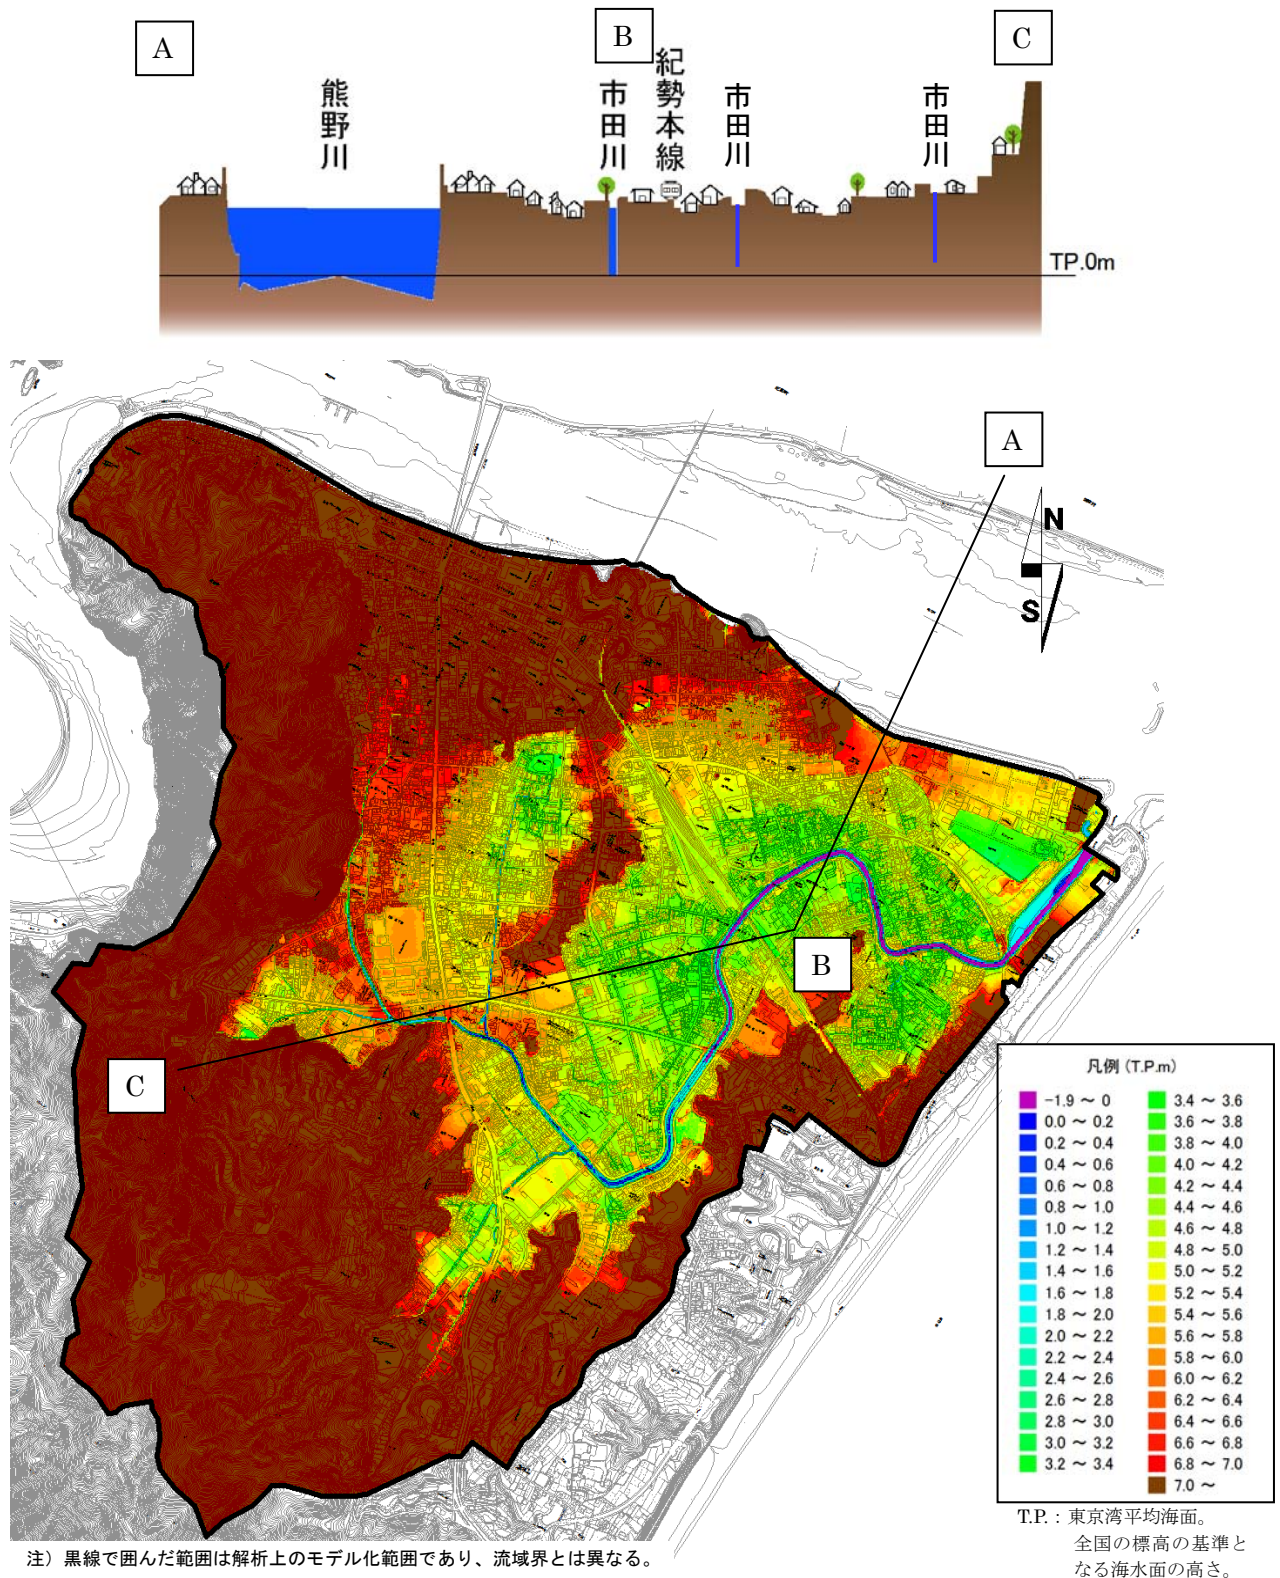 A
B
C
熊野川
市田川
紀勢本線
市田川
市田川
TP.0m
A
N
S
B
C
凡例 (T.P.m)
-1.9 ～ 0
0.0 ～ 0.2
0.2 ～ 0.4
0.4 ～ 0.6
0.6 ～ 0.8
0.8 ～ 1.0
1.0 ～ 1.2
1.2 ～ 1.4
1.4 ～ 1.6
1.6 ～ 1.8
1.8 ～ 2.0
2.0 ～ 2.2
2.2 ～ 2.4
2.4 ～ 2.6
2.6 ～ 2.8
2.8 ～ 3.0
3.0 ～ 3.2
3.2 ～ 3.4
3.4 ～ 3.6
3.6 ～ 3.8
3.8 ～ 4.0
4.0 ～ 4.2
4.2 ～ 4.4
4.4 ～ 4.6
4.6 ～ 4.8
4.8 ～ 5.0
5.0 ～ 5.2
5.2 ～ 5.4
5.4 ～ 5.6
5.6 ～ 5.8
5.8 ～ 6.0
6.0 ～ 6.2
6.2 ～ 6.4
6.4 ～ 6.6
6.6 ～ 6.8
6.8 ～ 7.0
7.0 ～
T.P.：東京湾平均海面。
全国の標高の基準と
なる海水面の高さ。
注）黒線で囲んだ範囲は解析上のモデル化範囲であり、流域界とは異なる。